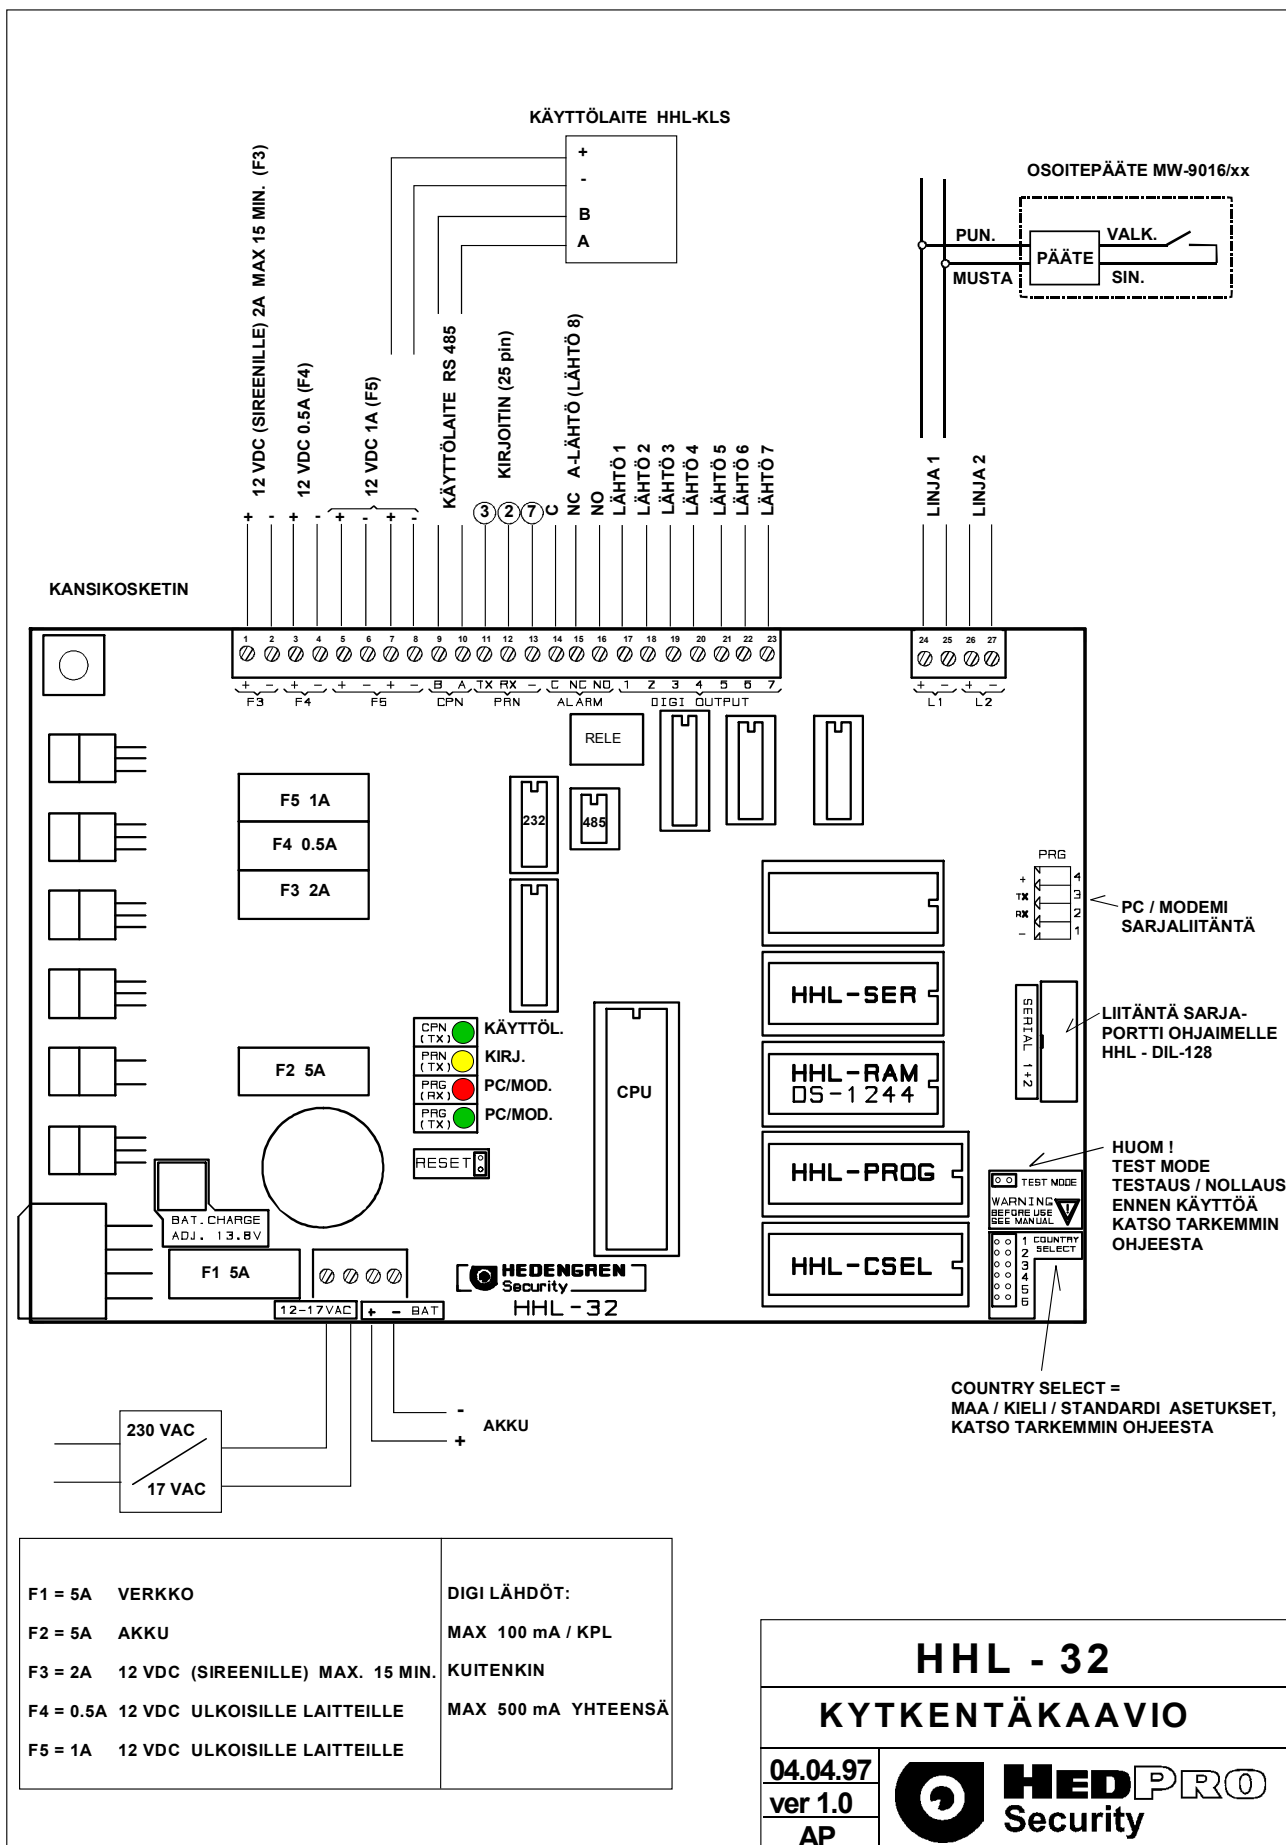 KÄYTTÖLAITE HHL-KLS
+
-
B
A
OSOITEPÄÄTE MW-9016/xx
PUN.
VALK.
PÄÄTE
MUSTA
SIN.
12 VDC (SIREENILLE) 2A MAX 15 MIN. (F3)
12 VDC 0.5A (F4)
12 VDC 1A (F5)
KÄYTTÖLAITE RS 485
KIRJOITIN (25 pin)
C
NC A-LÄHTÖ (LÄHTÖ 8)
NO
LÄHTÖ 1
LÄHTÖ 2
LÄHTÖ 3
LÄHTÖ 4
LÄHTÖ 5
LÄHTÖ 6
LÄHTÖ 7
LINJA 1
LINJA 2
+ - + - + - + -
3 2 7
KANSIKOSKETIN
1 2 3 4 5 6 7 8 9 10 11 12 13 14 15 16 17 18 19 20 21 22 23
24 25 26 27
+ - + - + - + - B A TX RX - C NC NO 1 2 3 4 5 6 7
+ - + -
F3 F4 F5 CPN PRN ALARM DIGI OUTPUT
L1 L2
RELE
F5 1A
F4 0.5A
F3 2A
232
485
PRG
+ 4
TX 3
RX 2
- 1
PC / MODEMI
SARJALIITÄNTÄ
HHL-SER
SERIAL 1+2
LIITÄNTÄ SARJA-
PORTTI OHJAIMELLE
HHL - DIL-128
CPN
(TX)
KÄYTTÖL.
PRN
(TX)
KIRJ.
PRG
(RX)
PC/MOD.
PRG
(TX)
PC/MOD.
F2 5A
CPU
HHL-RAM
DS-1244
RESET
HHL-PROG
HUOM !
TEST MODE
TESTAUS / NOLLAUS
ENNEN KÄYTTÖÄ
KATSO TARKEMMIN
OHJEESTA
TEST MODE
WARNING
BEFORE USE
SEE MANUAL
1 COUNTRY
2 SELECT
3
4
5
6
BAT.CHARGE
ADJ. 13.8V
F1 5A
HHL-CSEL
HEDENGREN
Security
HHL-32
12-17VAC
+ - BAT
COUNTRY SELECT =
MAA / KIELI / STANDARDI ASETUKSET,
KATSO TARKEMMIN OHJEESTA
-
+
AKKU
230 VAC
17 VAC
F1 = 5A VERKKO
F2 = 5A AKKU
F3 = 2A 12 VDC (SIREENILLE) MAX. 15 MIN.
F4 = 0.5A 12 VDC ULKOISILLE LAITTEILLE
F5 = 1A 12 VDC ULKOISILLE LAITTEILLE
DIGI LÄHDÖT:
MAX 100 mA / KPL
KUITENKIN
MAX 500 mA YHTEENSÄ
HHL - 32
KYTKENTÄKAAVIO
04.04.97
ver 1.0
AP
HEDPRO
Security